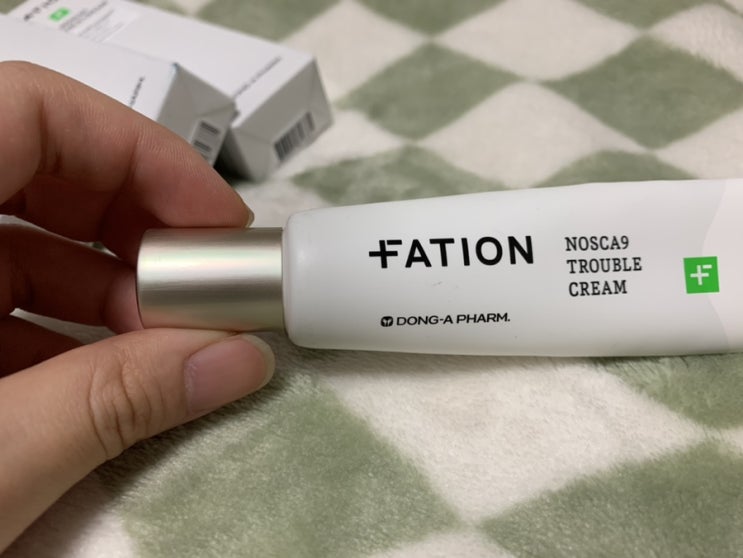 FATION
NOSCA9
TROUBLE
CREAM
DONG-A PHARM.